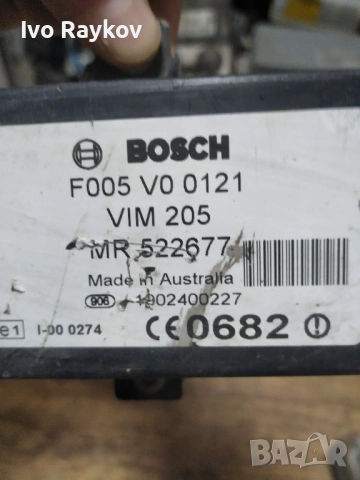 Ivo Raykov
BOSCH
F005 V0 0121
VIM 205
MR 522677
Made in Australia
906 1902400227
e1 I-00 0274 CE0682
BAZAR